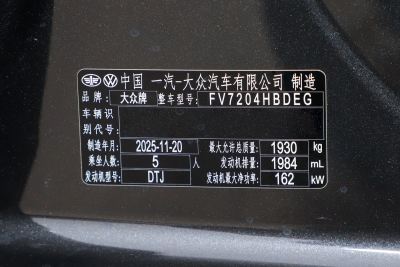 中国 一汽-大众汽车有限公司 制造
品牌: 大众牌 整车型号: FV7204HBDEG
车辆识别代号:
制造年月: 2025-11-20 最大允许总质量: 1930 kg
乘坐人数: 5 人 发动机排量: 1984 mL
发动机型号: DTJ 发动机最大净功率: 162 kW